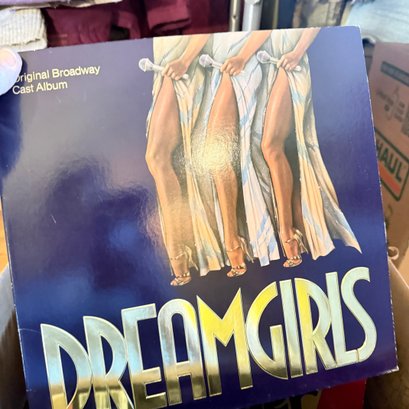 Original Broadway
Cast Album
DREAMGIRLS
HAUL